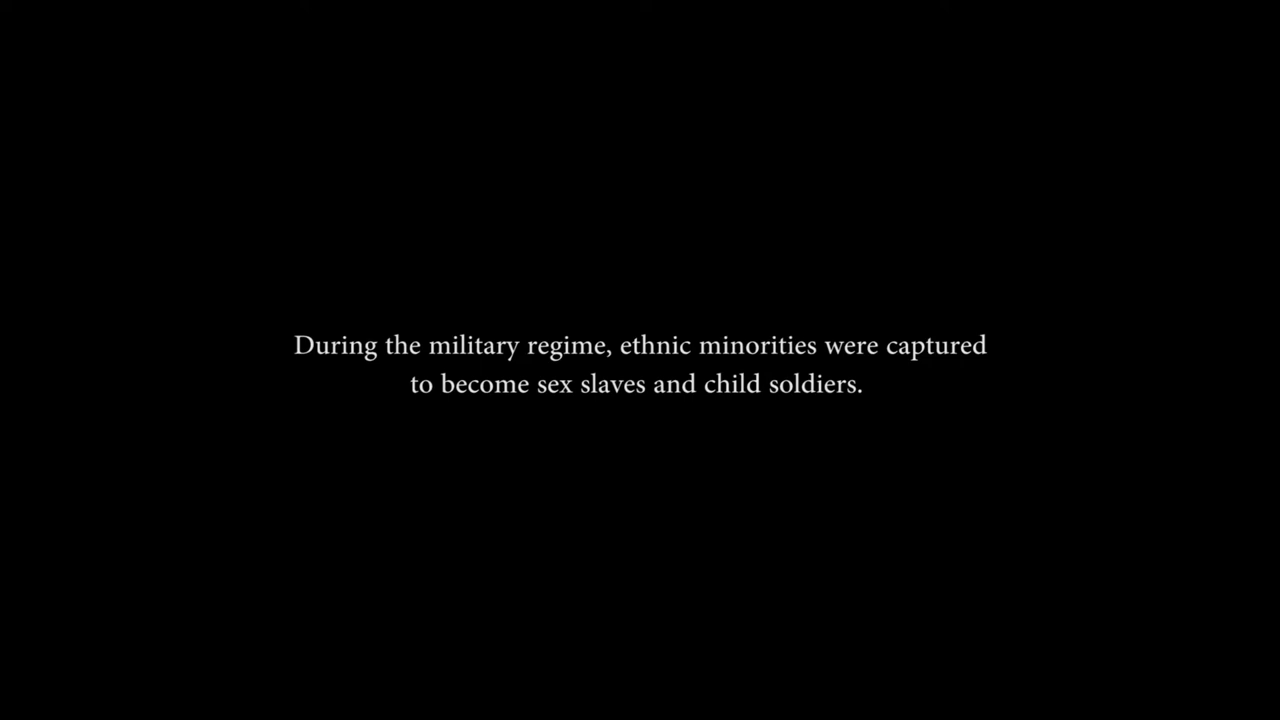 During the military regime, ethnic minorities were captured
to become sex slaves and child soldiers.